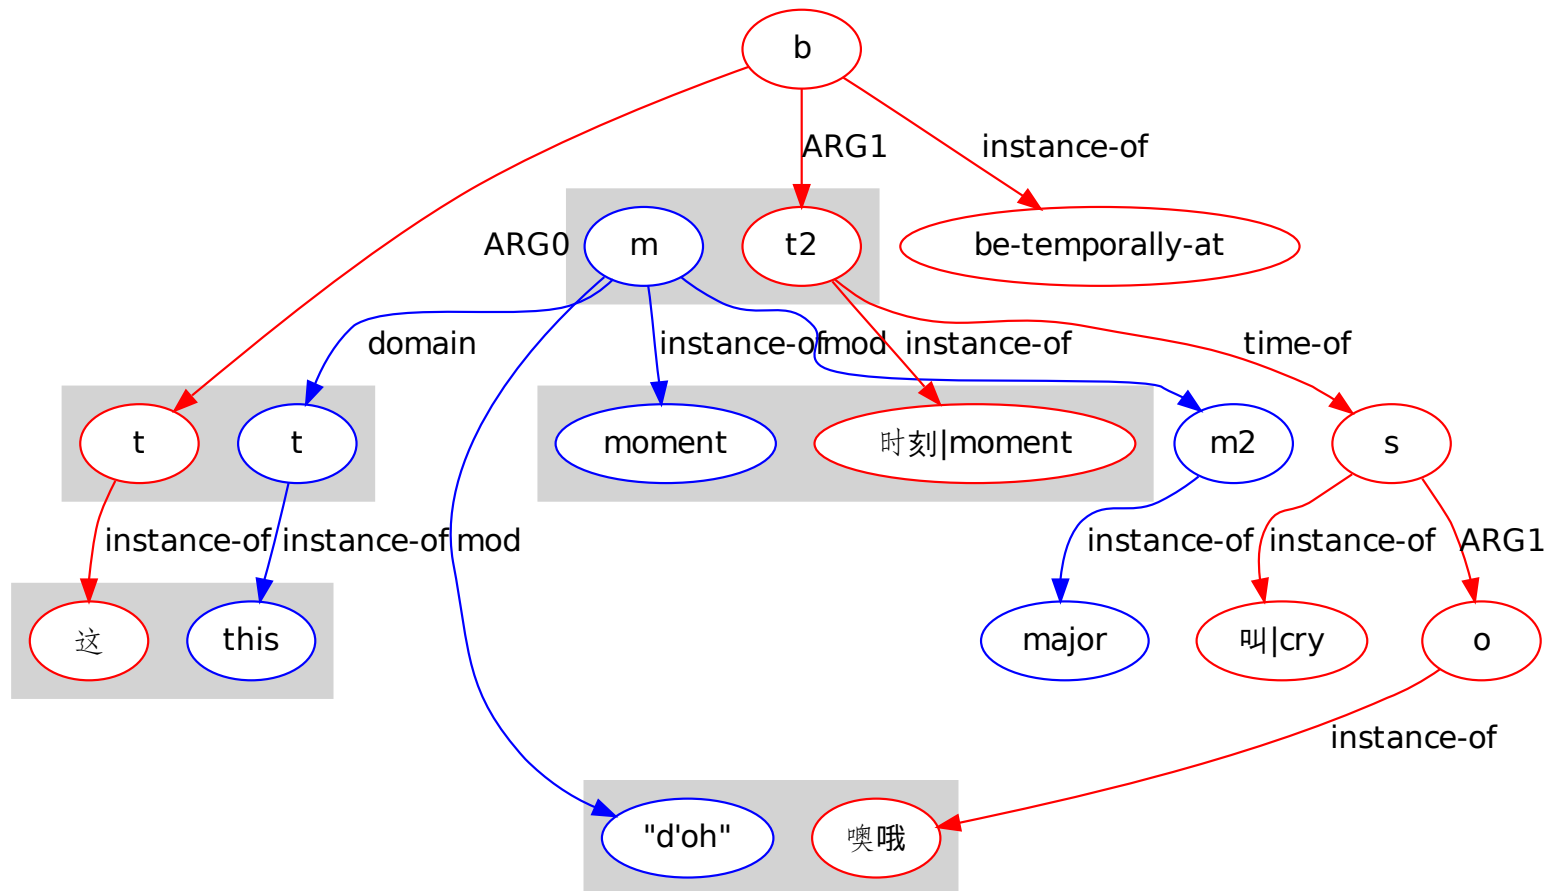 b
ARG1
instance-of
ARG0
m
t2
be-temporally-at
domain
instance-of
mod
instance-of
time-of
t
t
moment
时刻|moment
m2
s
instance-of
instance-of
mod
instance-of
instance-of
ARG1
这
this
major
叫|cry
o
instance-of
"d'oh"
噢哦